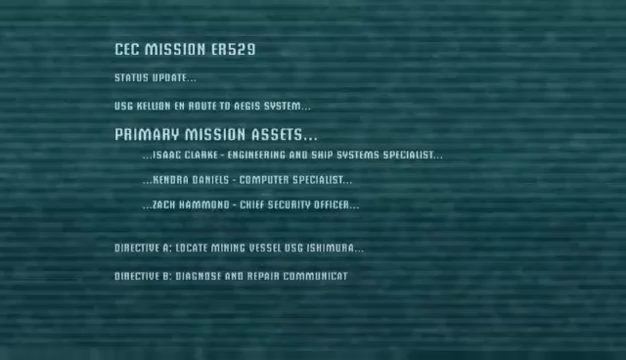 CEC MISSION ER529
STATUS UPDATE...
USG KELLION EN ROUTE TO AEGIS SYSTEM...
PRIMARY MISSION ASSETS...
...ISAAC CLARKE - ENGINEERING AND SHIP SYSTEMS SPECIALIST...
...KENDRA DANIELS - COMPUTER SPECIALIST...
...ZACH HAMMOND - CHIEF SECURITY OFFICER...
DIRECTIVE A: LOCATE MINING VESSEL USG ISHIMURA...
DIRECTIVE B: DIAGNOSE AND REPAIR COMMUNICAT